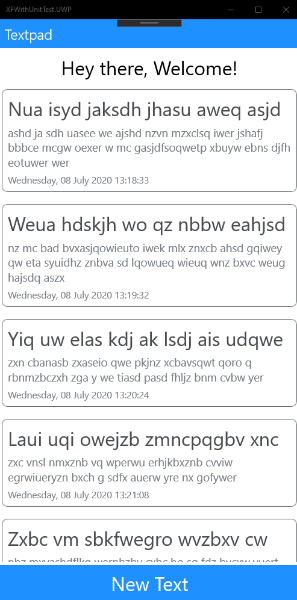 XFWithUnitTest.UWP
Textpad
Hey there, Welcome!
Nua isyd jaksdh jhasu aweq asjd
ashd ja sdh uasee we ajshd nzvn mzxclsq iwer jshafj
bbbce mcgw oexer w mc gasjdfsoqwetp xbuyw ebns djfh
eotuwer wer
Wednesday, 08 July 2020 13:18:33
Weua hdskjh wo qz nbbw eahjsd
nz mc bad bvxasjqowieuto iwek mlx znxcb ahsd gqiwey
qw eta syuidhz znbva sd lqowueq wieuq wnz bxvc weug
hajsdq aszx
Wednesday, 08 July 2020 13:19:32
Yiq uw elas kdj ak lsdj ais udqwe
zxn cbanasb zxaseio qwe pkjnz xcbavsqwt qoro q
rbnmzbczxh zga y we tiasd pasd fhljz bnm cvbw yer
Wednesday, 08 July 2020 13:20:24
Laui uqi owejzb zmncpqgbv xnc
zxc vnsl nmxznb vq wperwu erhjkbxznb cvviw
egrwiueryzn bxch g sdfx auerw yre nx gofywer
Wednesday, 08 July 2020 13:21:08
Zxbc vm sbkfwegro wvzbxv cw
New Text